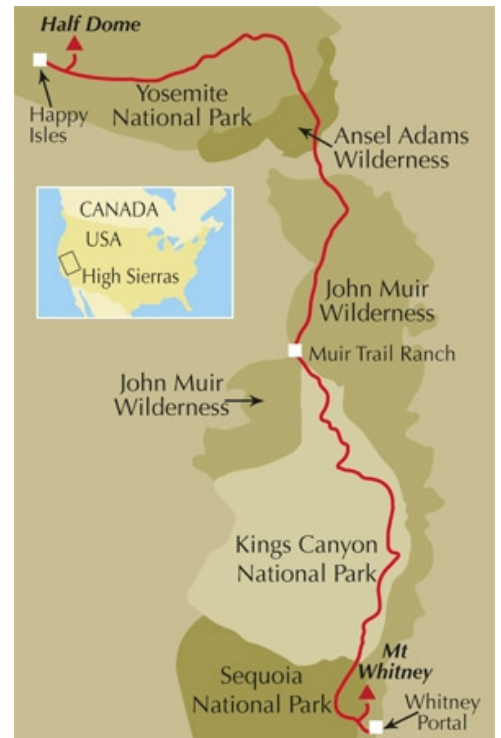 Half Dome
Happy
Isles
Yosemite
National Park
Ansel Adams
Wilderness
CANADA
USA
High Sierras
John Muir
Wilderness
Muir Trail Ranch
John Muir
Wilderness
Kings Canyon
National Park
Mt
Whitney
Sequoia
National Park
Whitney
Portal